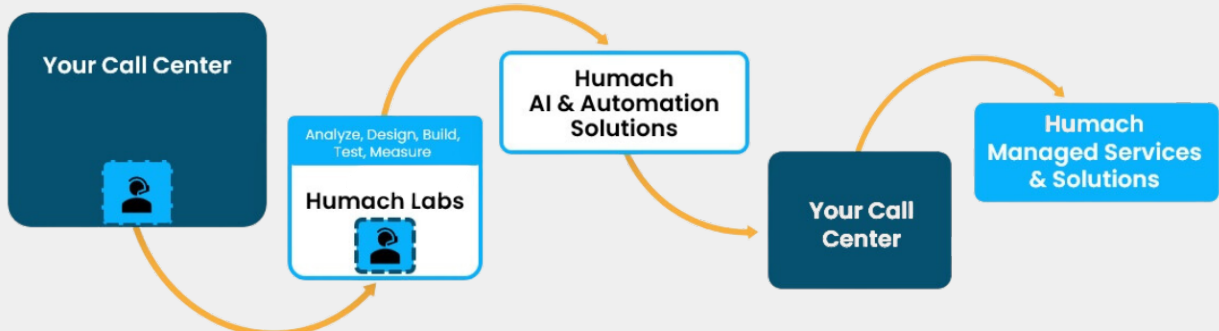 Your Call Center
Analyze, Design, Build,
Test, Measure
Humach Labs
Humach
AI & Automation
Solutions
Your Call
Center
Humach
Managed Services
& Solutions